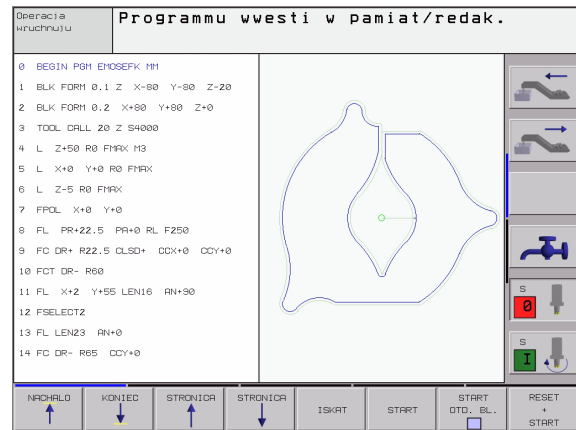 Operacja
wruchnuju
Programmu wwesti w pamiat/redak.
0 BEGIN PGM EMOSEFK MM
1 BLK FORM 0.1 Z X-80 Y-80 Z-20
2 BLK FORM 0.2 X+80 Y+80 Z+0
3 TOOL CALL 20 Z S4000
4 L Z+50 R0 FMAX M3
5 L X+0 Y+0 R0 FMAX
6 L Z-5 R0 FMAX
7 FPOL X+0 Y+0
8 FL PR+22.5 PA+0 RL F250
9 FC DR+ R22.5 CLSD+ CCX+0 CCY+0
10 FCT DR- R60
11 FL X+2 Y+55 LEN16 AN+90
12 FSELECT2
13 FL LEN23 AN+0
14 FC DR- R65 CCY+0
S
0
S
I
NACHALO
KONIEC
STRONICA
STRONICA
ISKAT
START
START
OTD. BL.
RESET
+
START